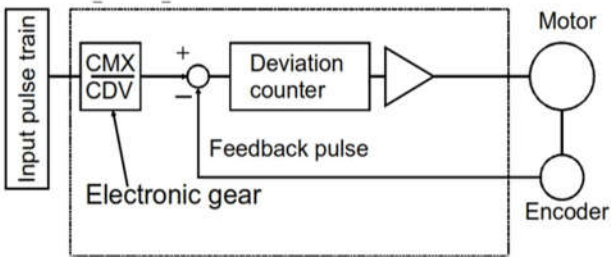 Input pulse train
CMX
CDV
+
−
Deviation
counter
Motor
Feedback pulse
Electronic gear
Encoder